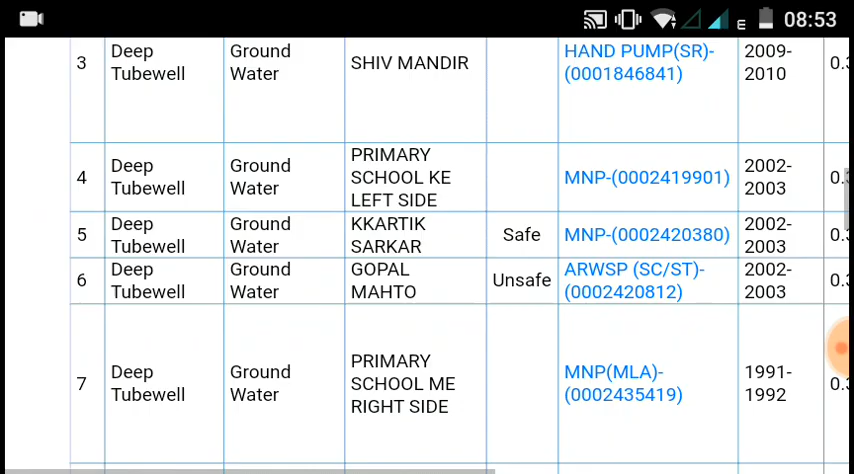 08:53
3
Deep
Tubewell
Ground
Water
SHIV MANDIR
HAND PUMP(SR)-
(0001846841)
2009-
2010
4
Deep
Tubewell
Ground
Water
PRIMARY
SCHOOL KE
LEFT SIDE
MNP-(0002419901)
2002-
2003
5
Deep
Tubewell
Ground
Water
KKARTIK
SARKAR
Safe
MNP-(0002420380)
2002-
2003
6
Deep
Tubewell
Ground
Water
GOPAL
MAHTO
Unsafe
ARWSP (SC/ST)-
(0002420812)
2002-
2003
7
Deep
Tubewell
Ground
Water
PRIMARY
SCHOOL ME
RIGHT SIDE
MNP(MLA)-
(0002435419)
1991-
1992